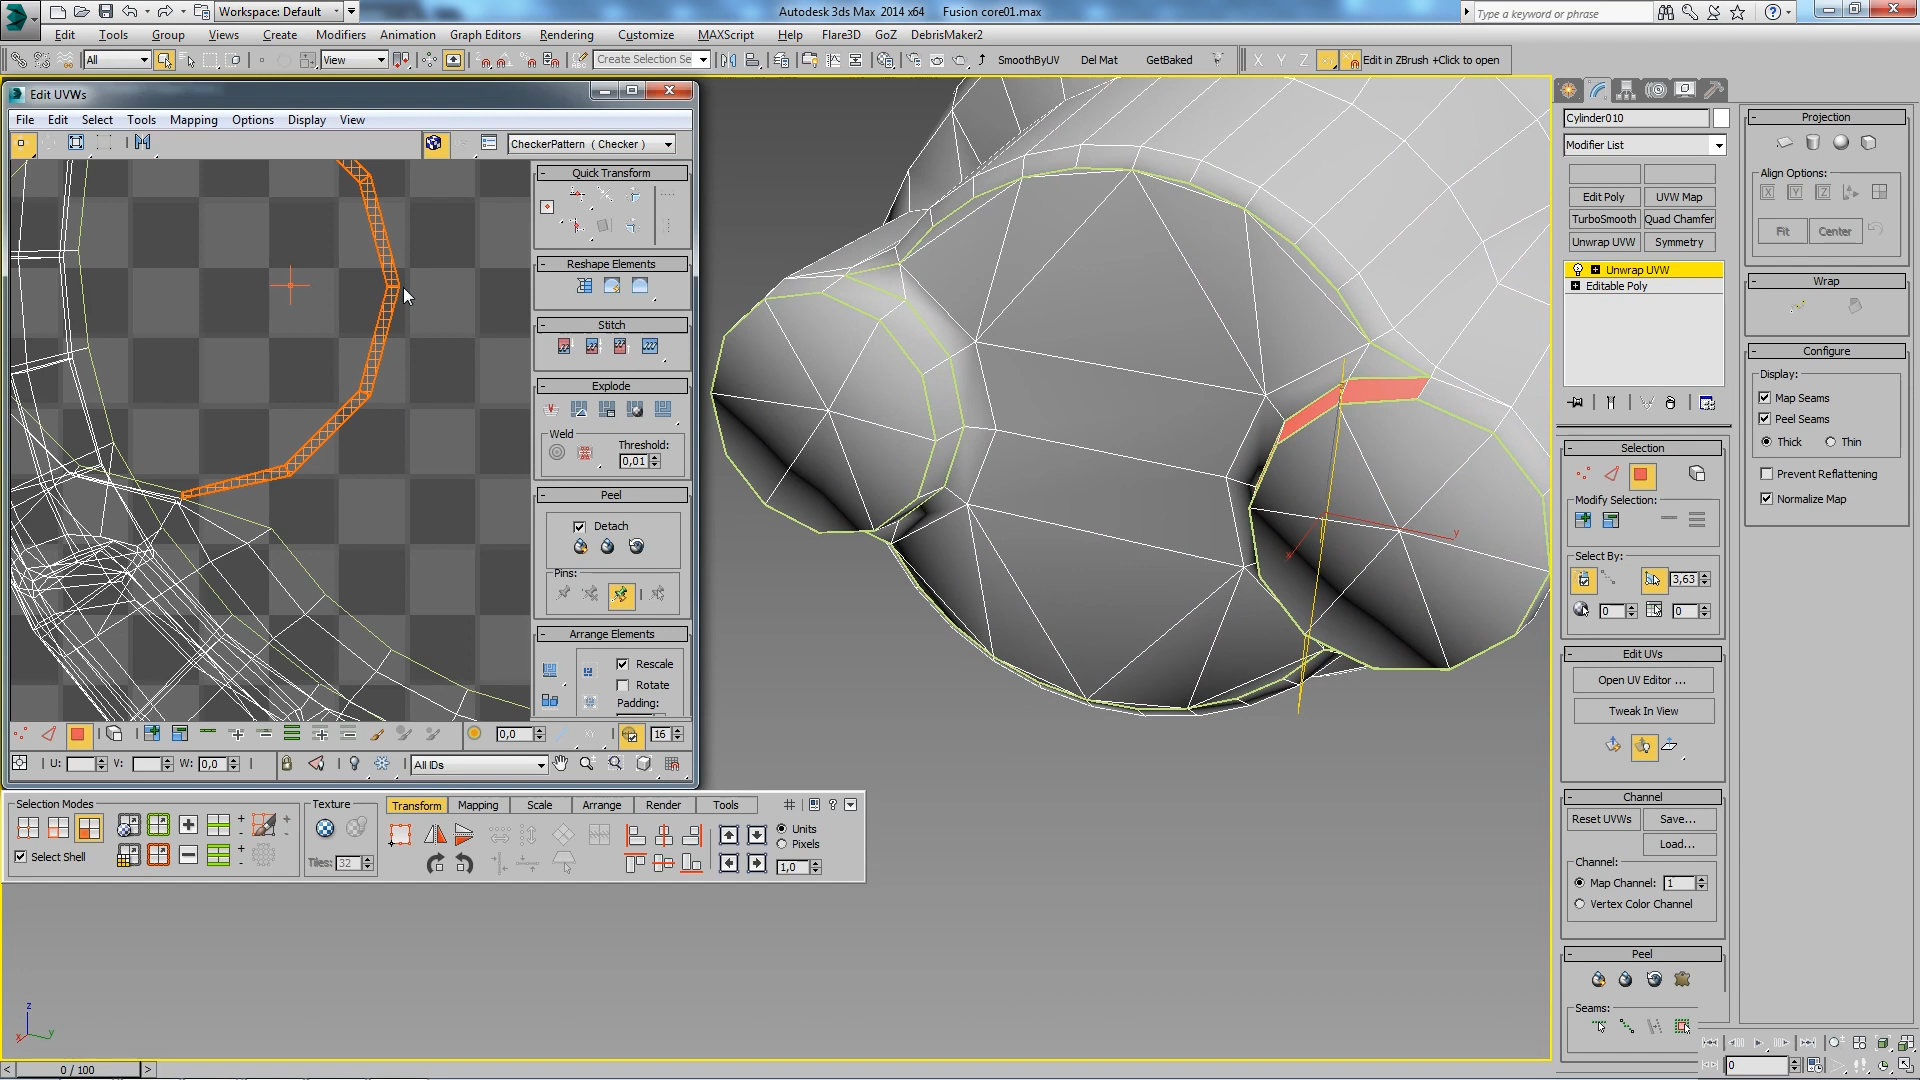 Workspace: Default
Autodesk 3ds Max 2014 x64 Fusion core01.max
Type a keyword or phrase
Edit Tools Group Views Create Modifiers Animation Graph Editors Rendering Customize MAXScript Help Flare3D GoZ DebrisMaker2
All
View
Create Selection Se
SmoothByUV Del Mat GetBaked
X Y Z
Edit in ZBrush +Click to open
Edit UVWs
File Edit Select Tools Mapping Options Display View
CheckerPattern ( Checker )
Quick Transform
Reshape Elements
Stitch
Explode
Weld
Threshold:
0,01
Peel
Detach
Pins:
Arrange Elements
Rescale
Rotate
Padding:
0,0
16
U: V: W: 0,0
All IDs
Selection Modes
Select Shell
Texture
Tiles: 32
Transform Mapping Scale Arrange Render Tools
Units
Pixels
1,0
y
x
z
x y
0 / 100
Cylinder010
Modifier List
Edit Poly UVW Map
TurboSmooth Quad Chamfer
Unwrap UVW Symmetry
Unwrap UVW
Editable Poly
Selection
Modify Selection:
Select By:
3,63
0 0
Edit UVs
Open UV Editor ...
Tweak In View
Channel
Reset UVWs Save...
Load...
Channel:
Map Channel: 1
Vertex Color Channel
Peel
Seams:
Projection
Align Options:
X Y Z
Fit Center
Wrap
Configure
Display:
Map Seams
Peel Seams
Thick Thin
Prevent Reflattening
Normalize Map
0